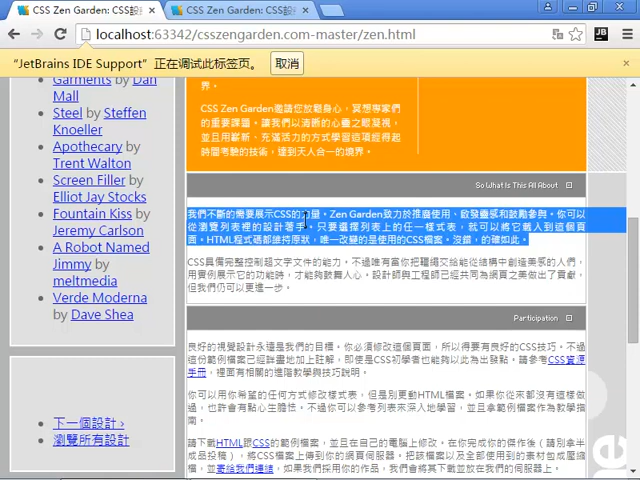 CSS Zen Garden: CSS設
CSS Zen Garden: CSS設計
localhost:63342/csszengarden.com-master/zen.html
"JetBrains IDE Support"正在调试此标签页。
取消
Garments by Dan
Mall
Steel by Steffen
Knoeller
Apothecary by
Trent Walton
Screen Filler by
Elliot Jay Stocks
Fountain Kiss by
Jeremy Carlson
A Robot Named
Jimmy by
meltmedia
Verde Moderna
by Dave Shea
下一個設計 ›
瀏覽所有設計
界。
CSS Zen Garden邀請您放鬆身心，冥想專家們
的重要課題。讓我們以清晰的心靈之眼凝視，
並且用嶄新、充滿活力的方式學習這項經得起
時間考驗的技術，達到天人合一的境界。
So What Is This All About
我們不斷的需要展示CSS的力量。Zen Garden致力於推廣使用、啟發靈感和鼓勵參與。你可以
從瀏覽列表裡的設計著手。只要選擇列表上的任一樣式表，就可以將它載入到這個頁
面。HTML程式碼都維持原狀，唯一改變的是使用的CSS檔案。沒錯，的確如此。
CSS具備完整控制超文字文件的能力。不過唯有當你把韁繩交給能從結構中創造美感的人們，
用實例展示它的功能時，才能夠鼓舞人心。設計師與工程師已經共同為網頁之美做出了貢獻，
但我們仍可以更進一步。
Participation
良好的視覺設計永遠是我們的目標。你必須修改這個頁面，所以得要有良好的CSS技巧。不過
這份範例檔案已經詳盡地加上註解，即使是CSS初學者也能夠以此為出發點。請參考CSS資源
手冊，裡面有相關的進階教學與技巧說明。
你可以用你希望的任何方式修改樣式表，但是別更動HTML檔案。如果你從來都沒有這樣做
過，也許會有點心生膽怯。不過你可以參考列表來深入地學習，並且拿範例檔案作為教學指
南。
請下載HTML跟CSS的範例檔案，並且在自己的電腦上修改。在你完成你的傑作後（請別拿半
成品投稿），將CSS檔案上傳到你的網頁伺服器。把該檔案以及全部使用到的素材包成壓縮
檔，並寄給我們連結，如果我們採用你的作品，我們會將其下載並放在我們的伺服器上。